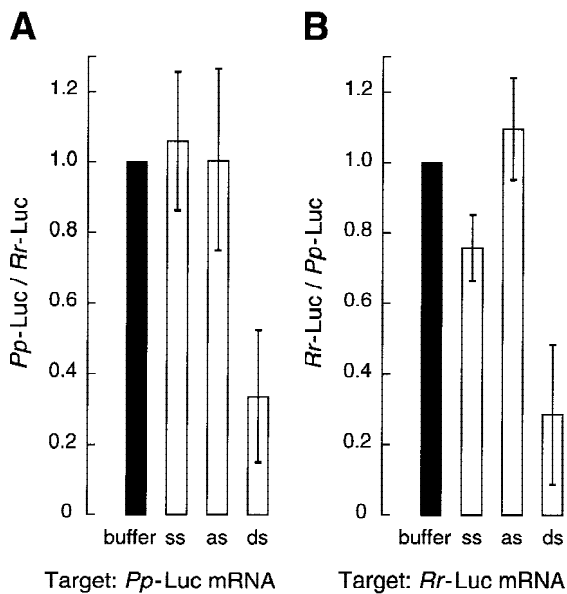 A
Pp-Luc / Rr-Luc
1.2
1.0
0.8
0.6
0.4
0.2
0
buffer ss as ds
Target: Pp-Luc mRNA
B
Rr-Luc / Pp-Luc
1.2
1.0
0.8
0.6
0.4
0.2
0
buffer ss as ds
Target: Rr-Luc mRNA